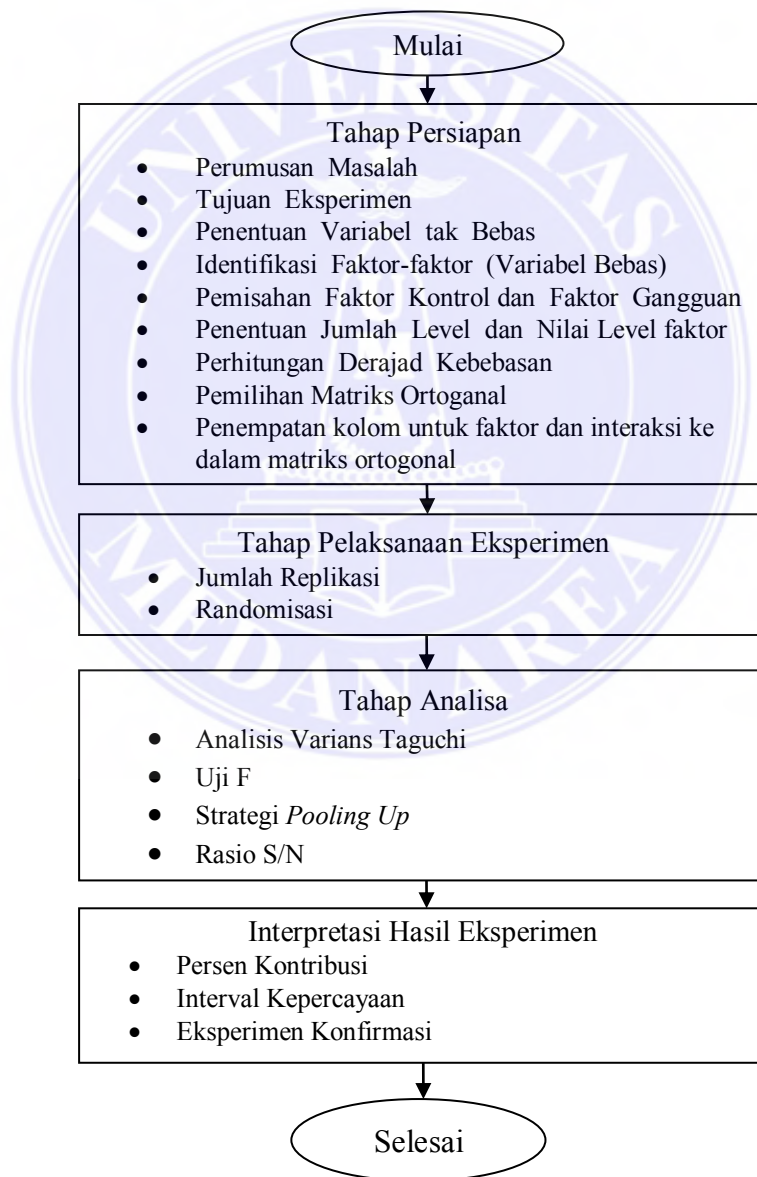 Mulai
Tahap Persiapan
• Perumusan Masalah
• Tujuan Eksperimen
• Penentuan Variabel tak Bebas
• Identifikasi Faktor-faktor (Variabel Bebas)
• Pemisahan Faktor Kontrol dan Faktor Gangguan
• Penentuan Jumlah Level dan Nilai Level faktor
• Perhitungan Derajad Kebebasan
• Pemilihan Matriks Ortoganal
• Penempatan kolom untuk faktor dan interaksi ke
dalam matriks ortogonal
Tahap Pelaksanaan Eksperimen
• Jumlah Replikasi
• Randomisasi
Tahap Analisa
• Analisis Varians Taguchi
• Uji F
• Strategi Pooling Up
• Rasio S/N
Interpretasi Hasil Eksperimen
• Persen Kontribusi
• Interval Kepercayaan
• Eksperimen Konfirmasi
Selesai
UNIVERSITAS
MEDAN AREA